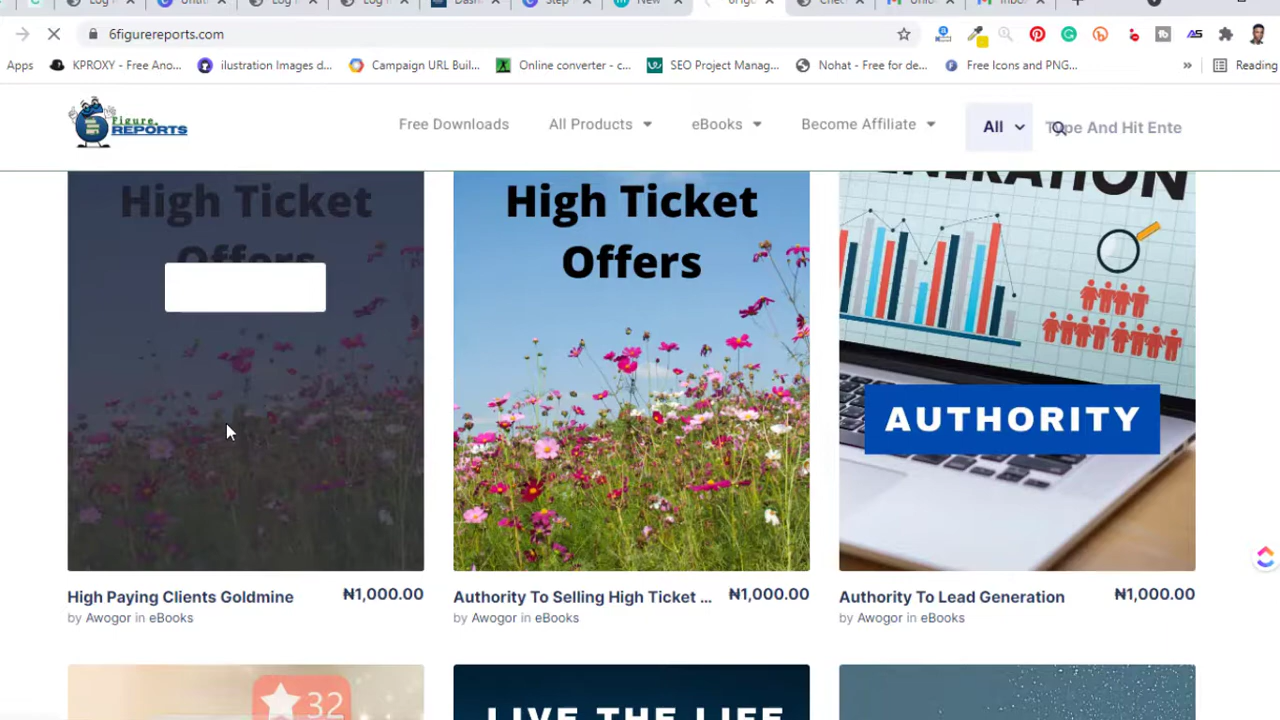 6figurereports.com
Apps KPROXY - Free Ano... ilustration Images d... Campaign URL Buil... Online converter - c... SEO Project Manag... Nohat - Free for de... Free Icons and PNG... » Reading
Figure
REPORTS
Free Downloads All Products eBooks Become Affiliate All Type And Hit Ente
High Ticket
Offers
High Ticket
Offers
AUTHORITY
High Paying Clients Goldmine ₦1,000.00
by Awogor in eBooks
Authority To Selling High Ticket ... ₦1,000.00
by Awogor in eBooks
Authority To Lead Generation ₦1,000.00
by Awogor in eBooks
32
LIVE THE LIFE